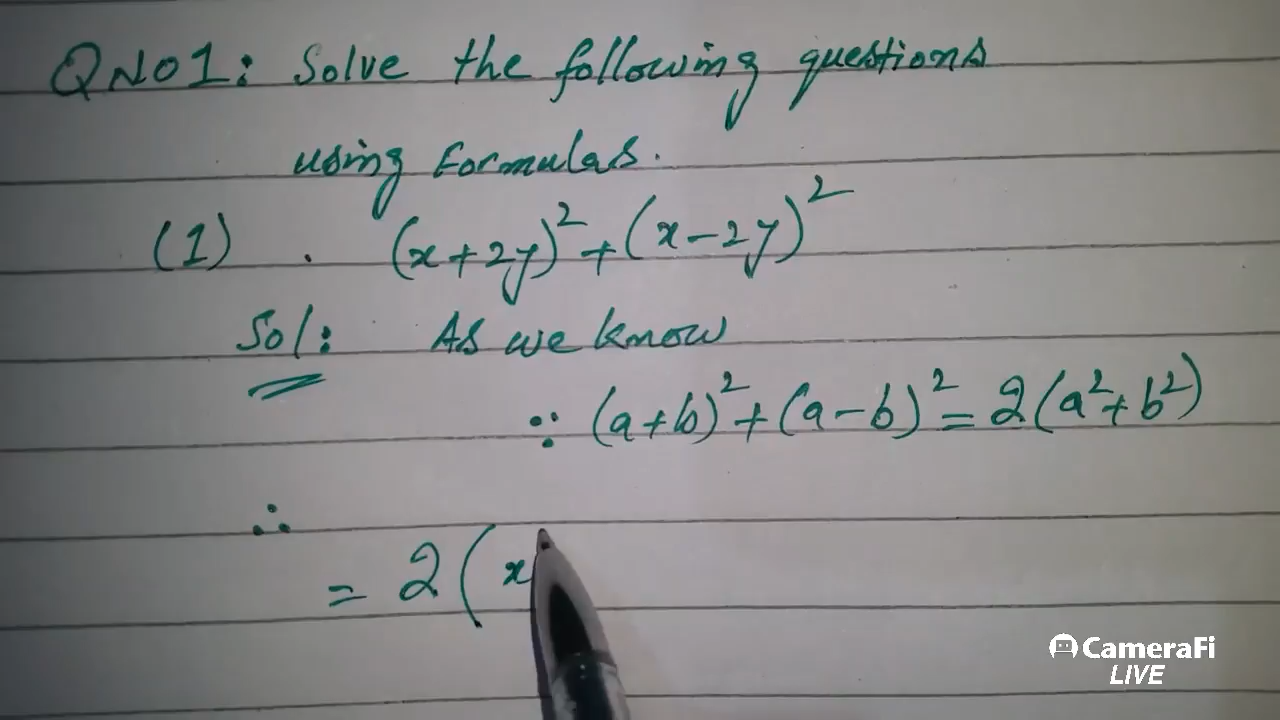 QNO1: Solve the following questions
using Formulas.
(1) . (x+2y)²+(x-2y)²
Sol: As we know
∵ (a+b)²+(a-b)²=2(a²+b²)
∴
= 2(x
CameraFi
LIVE